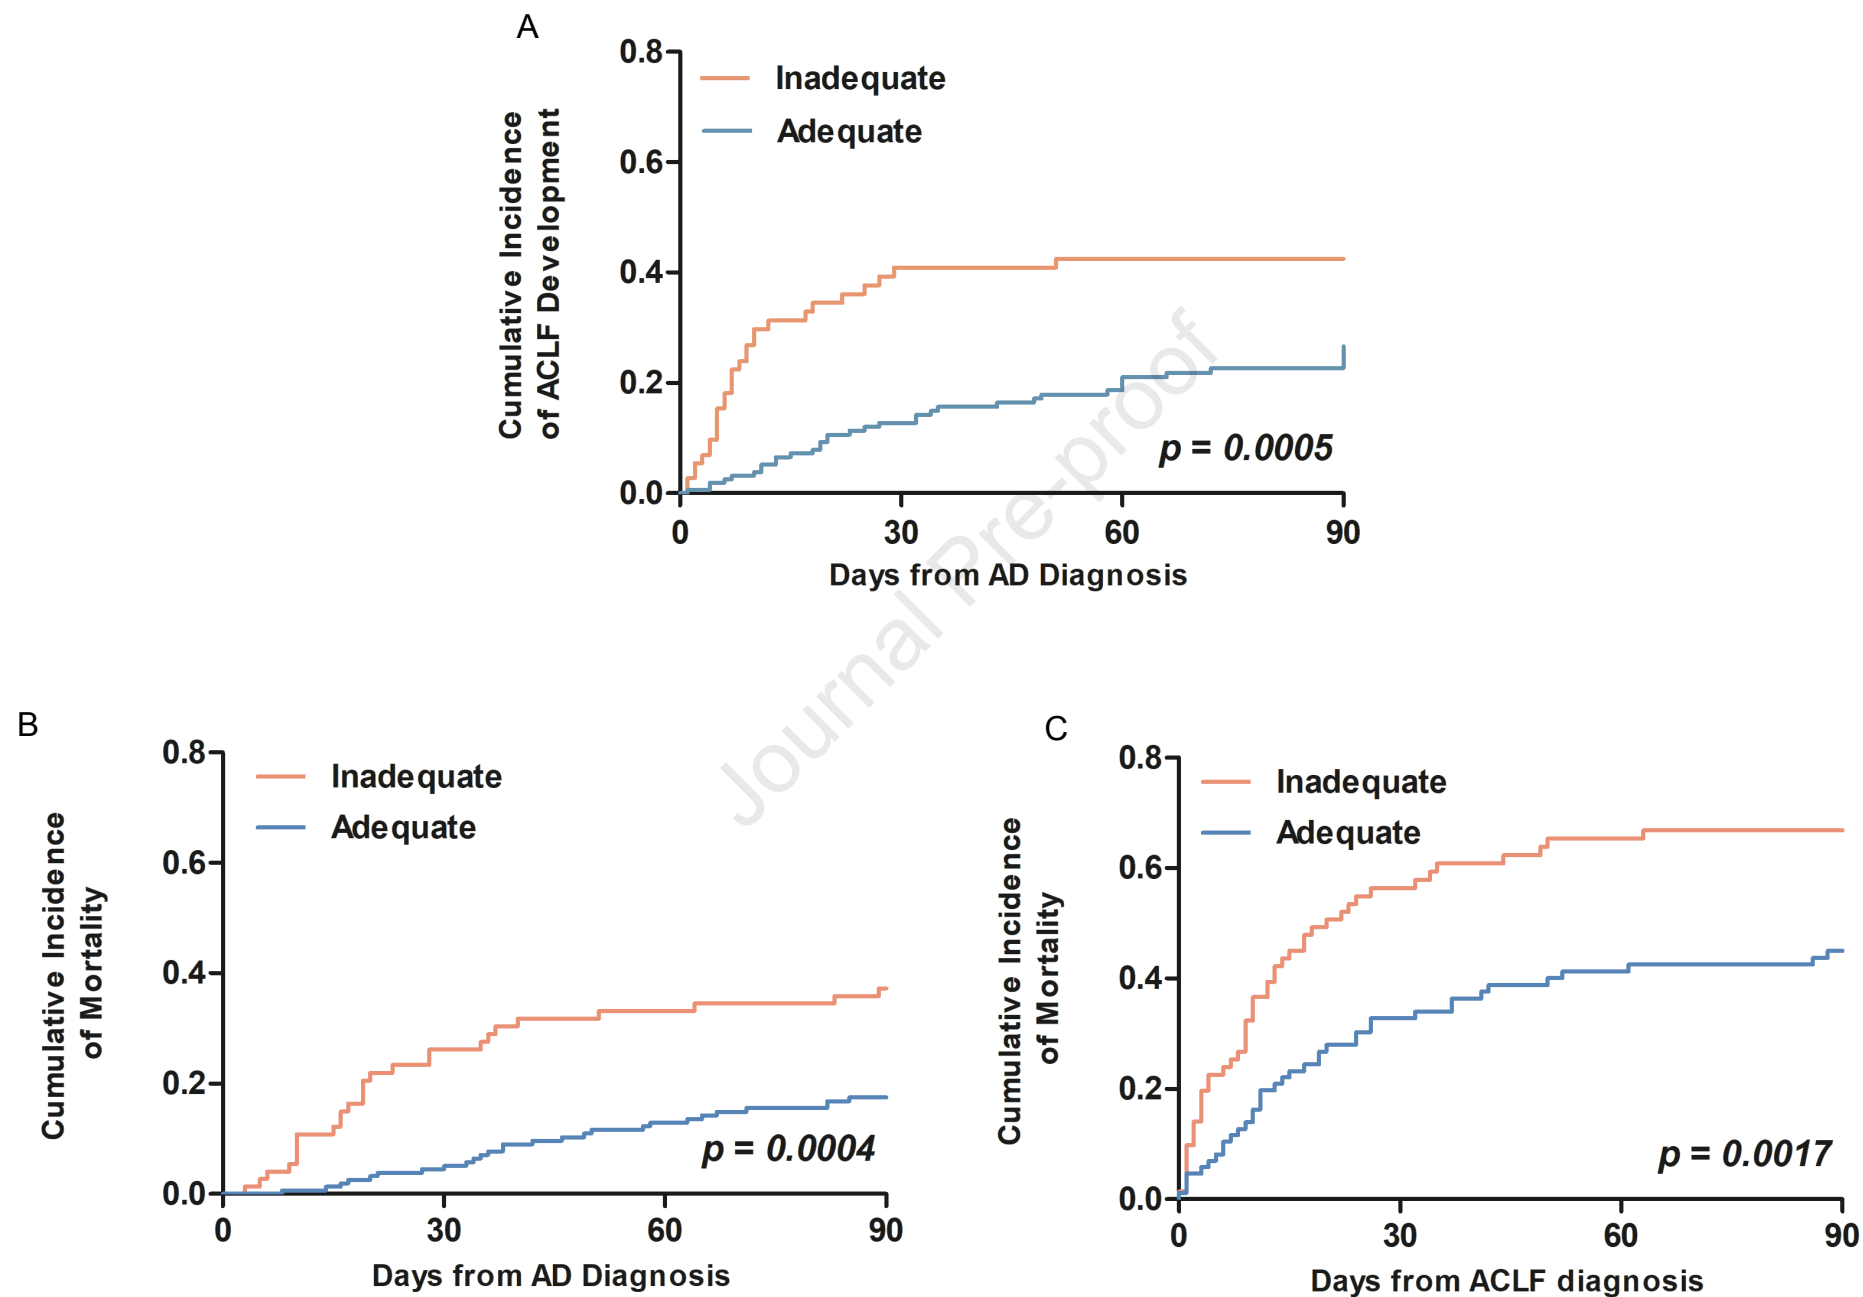 A
0.8
Inadequate
Adequate
0.6
0.4
0.2
0.0
Cumulative Incidence
of ACLF Development
p = 0.0005
0 30 60 90
Days from AD Diagnosis
Journal Pre-proof
B
0.8
Inadequate
Adequate
0.6
0.4
0.2
0.0
Cumulative Incidence
of Mortality
p = 0.0004
0 30 60 90
Days from AD Diagnosis
C
0.8
Inadequate
Adequate
0.6
0.4
0.2
0.0
Cumulative Incidence
of Mortality
p = 0.0017
0 30 60 90
Days from ACLF diagnosis